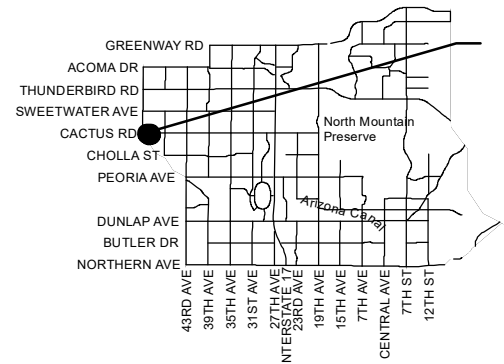 GREENWAY RD
ACOMA DR
THUNDERBIRD RD
SWEETWATER AVE
CACTUS RD
North Mountain
Preserve
CHOLLA ST
PEORIA AVE
Arizona Canal
DUNLAP AVE
BUTLER DR
NORTHERN AVE
43RD AVE
39TH AVE
35TH AVE
31ST AVE
27TH AVE
INTERSTATE 17
23RD AVE
19TH AVE
15TH AVE
7TH AVE
CENTRAL AVE
7TH ST
12TH ST